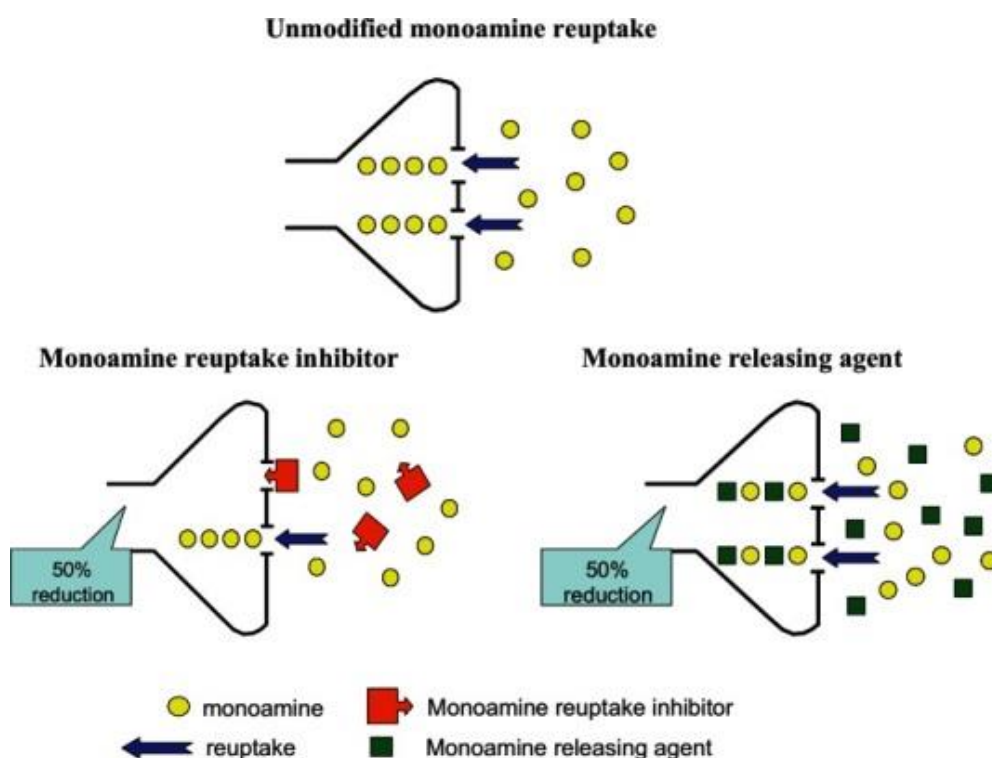 Unmodified monoamine reuptake
Monoamine reuptake inhibitor
Monoamine releasing agent
50%
reduction
50%
reduction
monoamine
Monoamine reuptake inhibitor
reuptake
Monoamine releasing agent